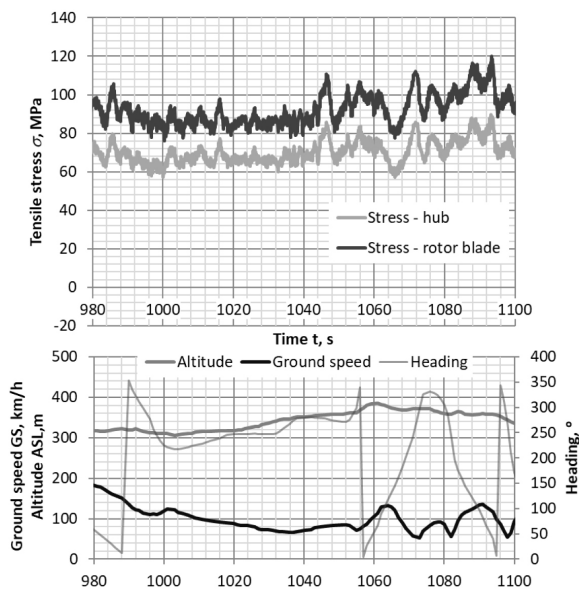 140
120
100
80
60
40
20
0
-20
Tensile stress σ, MPa
Stress - hub
Stress - rotor blade
980 1000 1020 1040 1060 1080 1100
Time t, s
Altitude Ground speed Heading
500
400
300
200
100
0
Ground speed GS, km/h
Altitude ASL,m
400
350
300
250
200
150
100
50
0
Heading,º
980 1000 1020 1040 1060 1080 1100